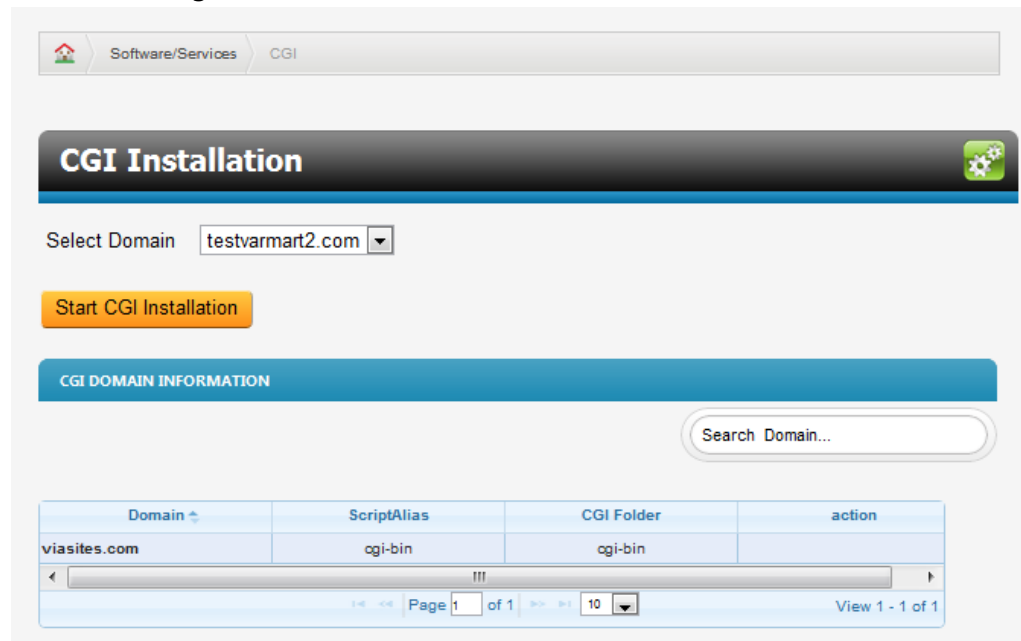 Software/Services CGI
CGI Installation
Select Domain testvarmart2.com
Start CGI Installation
CGI DOMAIN INFORMATION
Search Domain...
Domain ScriptAlias CGI Folder action
viasites.com cgi-bin cgi-bin
Page 1 of 1 10 View 1 - 1 of 1